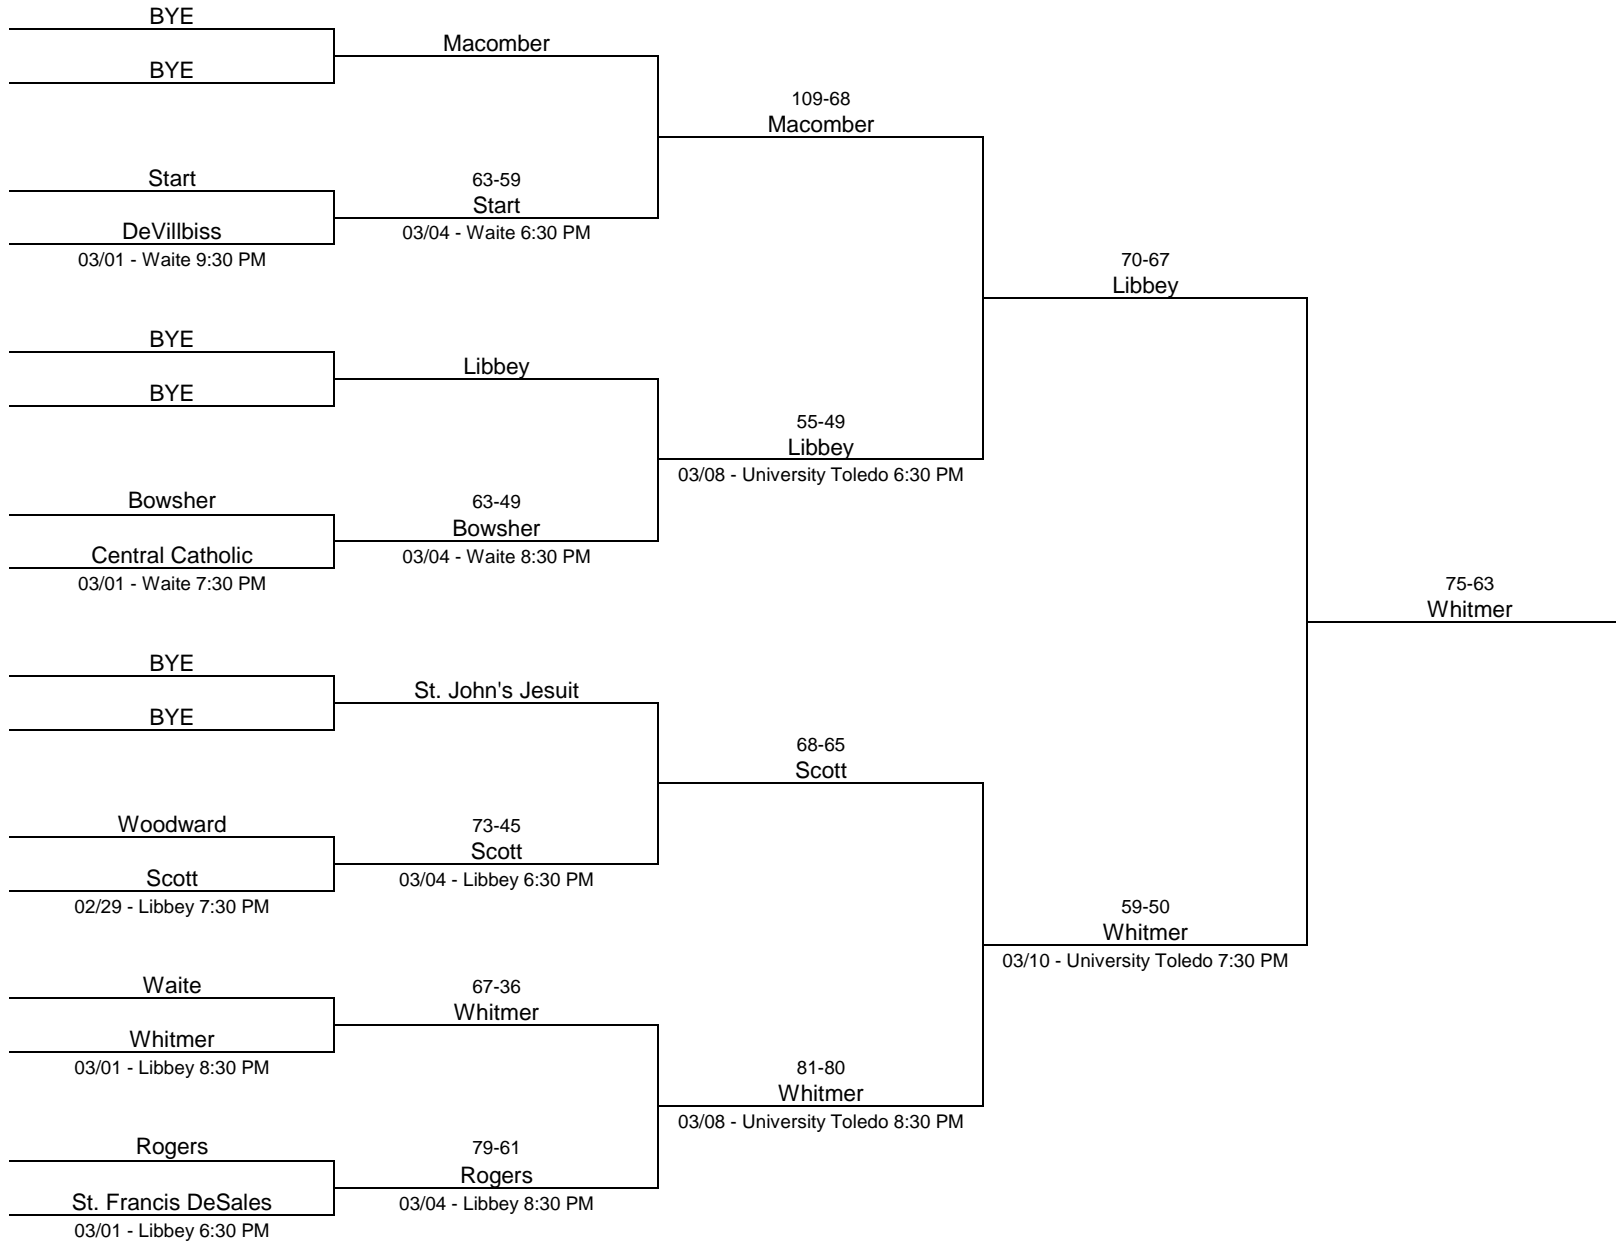 BYE
BYE
Macomber
109-68
Macomber
Start
DeVillbiss
03/01 - Waite 9:30 PM
63-59
Start
03/04 - Waite 6:30 PM
70-67
Libbey
BYE
BYE
Libbey
55-49
Libbey
03/08 - University Toledo 6:30 PM
Bowsher
Central Catholic
03/01 - Waite 7:30 PM
63-49
Bowsher
03/04 - Waite 8:30 PM
75-63
Whitmer
BYE
BYE
St. John's Jesuit
68-65
Scott
Woodward
Scott
02/29 - Libbey 7:30 PM
73-45
Scott
03/04 - Libbey 6:30 PM
59-50
Whitmer
03/10 - University Toledo 7:30 PM
Waite
Whitmer
03/01 - Libbey 8:30 PM
67-36
Whitmer
81-80
Whitmer
03/08 - University Toledo 8:30 PM
Rogers
St. Francis DeSales
03/01 - Libbey 6:30 PM
79-61
Rogers
03/04 - Libbey 8:30 PM